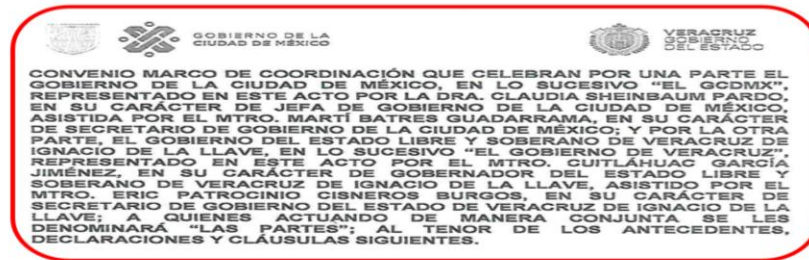 GOBIERNO DE LA
CIUDAD DE MÉXICO
VERACRUZ
GOBIERNO
DEL ESTADO
CONVENIO MARCO DE COORDINACIÓN QUE CELEBRAN POR UNA PARTE EL
GOBIERNO DE LA CIUDAD DE MÉXICO, EN LO SUCESIVO “EL GCDMX”,
REPRESENTADO EN ESTE ACTO POR LA DRA. CLAUDIA SHEINBAUM PARDO,
EN SU CARÁCTER DE JEFA DE GOBIERNO DE LA CIUDAD DE MÉXICO,
ASISTIDA POR EL MTRO. MARTÍ BATRES GUADARRAMA, EN SU CARÁCTER
DE SECRETARIO DE GOBIERNO DE LA CIUDAD DE MÉXICO; Y POR LA OTRA
PARTE, EL GOBIERNO DEL ESTADO LIBRE Y SOBERANO DE VERACRUZ DE
IGNACIO DE LA LLAVE, EN LO SUCESIVO “EL GOBIERNO DE VERACRUZ”,
REPRESENTADO EN ESTE ACTO POR EL MTRO. CUITLÁHUAC GARCÍA
JIMÉNEZ, EN SU CARÁCTER DE GOBERNADOR DEL ESTADO LIBRE Y
SOBERANO DE VERACRUZ DE IGNACIO DE LA LLAVE, ASISTIDO POR EL
MTRO. ERIC PATROCINIO CISNEROS BURGOS, EN SU CARÁCTER DE
SECRETARIO DE GOBIERNO DEL ESTADO DE VERACRUZ DE IGNACIO DE LA
LLAVE; A QUIENES ACTUANDO DE MANERA CONJUNTA SE LES
DENOMINARÁ “LAS PARTES”; AL TENOR DE LOS ANTECEDENTES,
DECLARACIONES Y CLÁUSULAS SIGUIENTES.